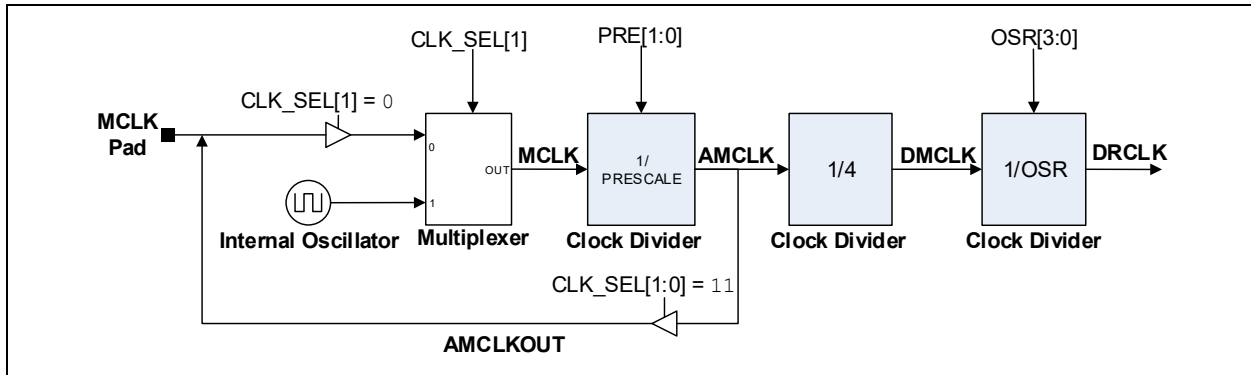 CLK_SEL[1]
PRE[1:0]
OSR[3:0]
CLK_SEL[1] = 0
MCLK
Pad
0
OUT
1
MCLK
1/
PRESCALE
AMCLK
1/4
DMCLK
1/OSR
DRCLK
Internal Oscillator
Multiplexer
Clock Divider
Clock Divider
Clock Divider
CLK_SEL[1:0] = 11
AMCLKOUT